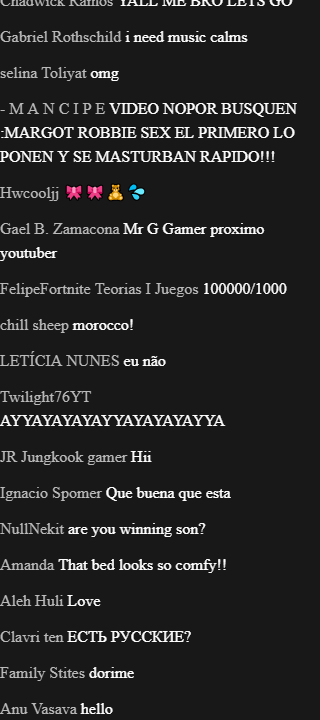 Chadwick Ramos YALL ME BRO LETS GO
Gabriel Rothschild i need music calms
selina Toliyat omg
- M A N C I P E VIDEO NOPOR BUSQUEN
:MARGOT ROBBIE SEX EL PRIMERO LO
PONEN Y SE MASTURBAN RAPIDO!!!
Hwcooljj 🎀 🎀 🧸 💦
Gael B. Zamacona Mr G Gamer proximo
youtuber
FelipeFortnite Teorias I Juegos 100000/1000
chill sheep morocco!
LETÍCIA NUNES eu não
Twilight76YT
AYYAYAYAYAYYAYAYAYAYYA
JR Jungkook gamer Hii
Ignacio Spomer Que buena que esta
NullNekit are you winning son?
Amanda That bed looks so comfy!!
Aleh Huli Love
Clavri ten ЕСТЬ РУССКИЕ?
Family Stites dorime
Anu Vasava hello